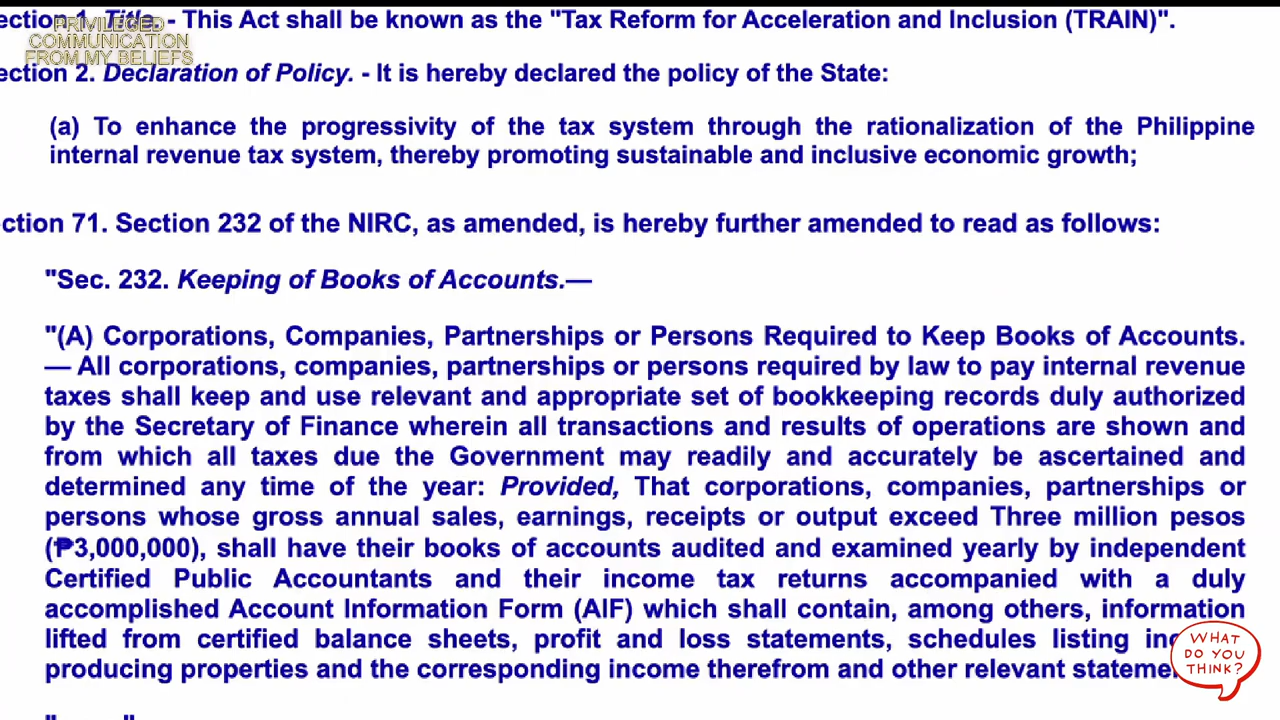 ection 1. Title. - This Act shall be known as the "Tax Reform for Acceleration and Inclusion (TRAIN)".
PRIVILEGED
COMMUNICATION
FROM MY BELIEFS
ection 2. Declaration of Policy. - It is hereby declared the policy of the State:
(a) To enhance the progressivity of the tax system through the rationalization of the Philippine
internal revenue tax system, thereby promoting sustainable and inclusive economic growth;
ction 71. Section 232 of the NIRC, as amended, is hereby further amended to read as follows:
"Sec. 232. Keeping of Books of Accounts.—
"(A) Corporations, Companies, Partnerships or Persons Required to Keep Books of Accounts.
— All corporations, companies, partnerships or persons required by law to pay internal revenue
taxes shall keep and use relevant and appropriate set of bookkeeping records duly authorized
by the Secretary of Finance wherein all transactions and results of operations are shown and
from which all taxes due the Government may readily and accurately be ascertained and
determined any time of the year: Provided, That corporations, companies, partnerships or
persons whose gross annual sales, earnings, receipts or output exceed Three million pesos
(₱3,000,000), shall have their books of accounts audited and examined yearly by independent
Certified Public Accountants and their income tax returns accompanied with a duly
accomplished Account Information Form (AIF) which shall contain, among others, information
lifted from certified balance sheets, profit and loss statements, schedules listing
producing properties and the corresponding income therefrom and other relevant
WHAT
DO YOU
THINK?